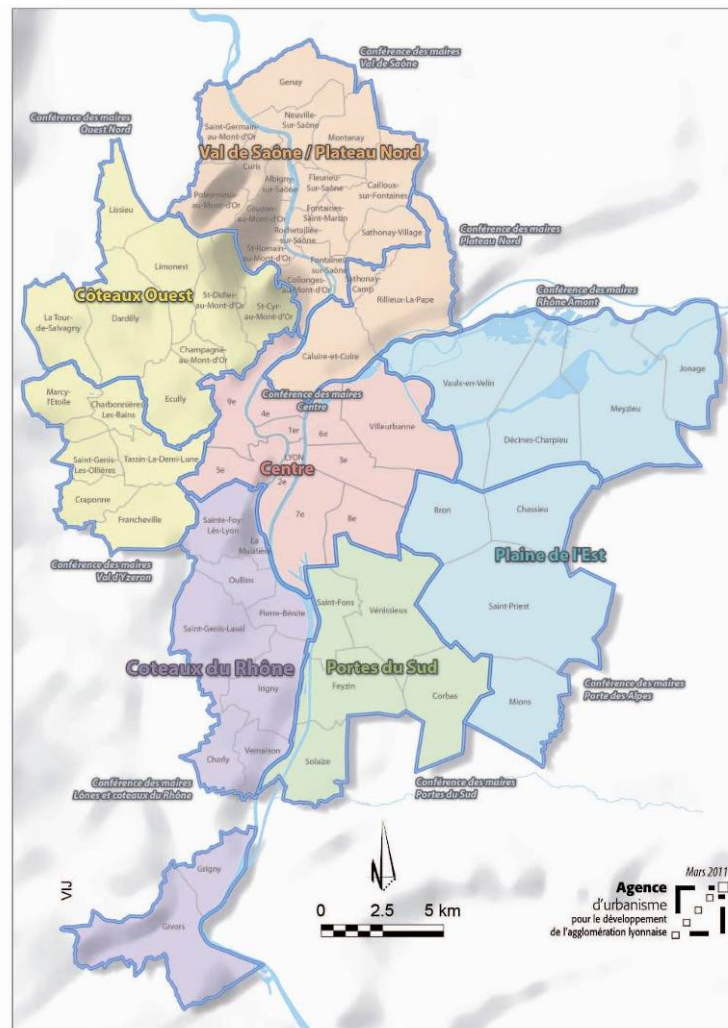 Conférence des maires
Val de Saône
Genay
Conférence des maires
Ouest Nord
Neuville-
Sur-Saône
Saint-Germain-
au-Mont-d'Or
Montanay
Val de Saône / Plateau Nord
Curis
Albigny-
sur-Saône
Fleurieu-
Sur-Saône
Cailloux-
sur-Fontaines
Poleymieux-
au-Mont-d'Or
Couzon-
au-Mont-d'Or
Fontaines-
Saint-Martin
Lissieu
Rochetaillée-
sur-Saône
Sathonay-Village
Conférence des maires
Plateau Nord
St-Romain-
au-Mont-d'Or
Limonest
Fontaines-
sur-Saône
Sathonay-
Camp
Collonges-
au-Mont-d'Or
Rillieux-La-Pape
Conférence des maires
Rhône Amont
Côteaux Ouest
St-Didier-
au-Mont-d'Or
St-Cyr-
au-Mont-d'Or
La Tour-
de-Salvagny
Dardilly
Champagne-
au-Mont-d'Or
Caluire-et-Cuire
Jonage
Vaulx-en-Velin
Meyzieu
Marcy-
l'Etoile
Charbonnières
Les-Bains
Ecully
9e
Conférence des maires
Centre
4e
1er
6e
Villeurbanne
Décines-Charpieu
Saint-Genis-
Les-Ollières
Tassin-La-Demi-Lune
5e
LYON
3e
Centre
2e
Craponne
Francheville
7e
8e
Bron
Chassieu
Sainte-Foy-
Lès-Lyon
La
Mulatière
Plaine de l'Est
Conférence des maires
Val d'Yzeron
Oullins
Pierre-Bénite
Saint-Fons
Vénissieux
Saint-Priest
Saint-Genis-Laval
Coteaux du Rhône
Portes du Sud
Irigny
Feyzin
Corbas
Mions
Conférence des maires
Porte des Alpes
Charly
Vernaison
Solaize
Conférence des maires
Lônes et coteaux du Rhône
Conférence des maires
Portes du Sud
Grigny
Givors
VIJ
N
0 2.5 5 km
Mars 2011
Agence
d'urbanisme
pour le développement
de l'agglomération lyonnaise